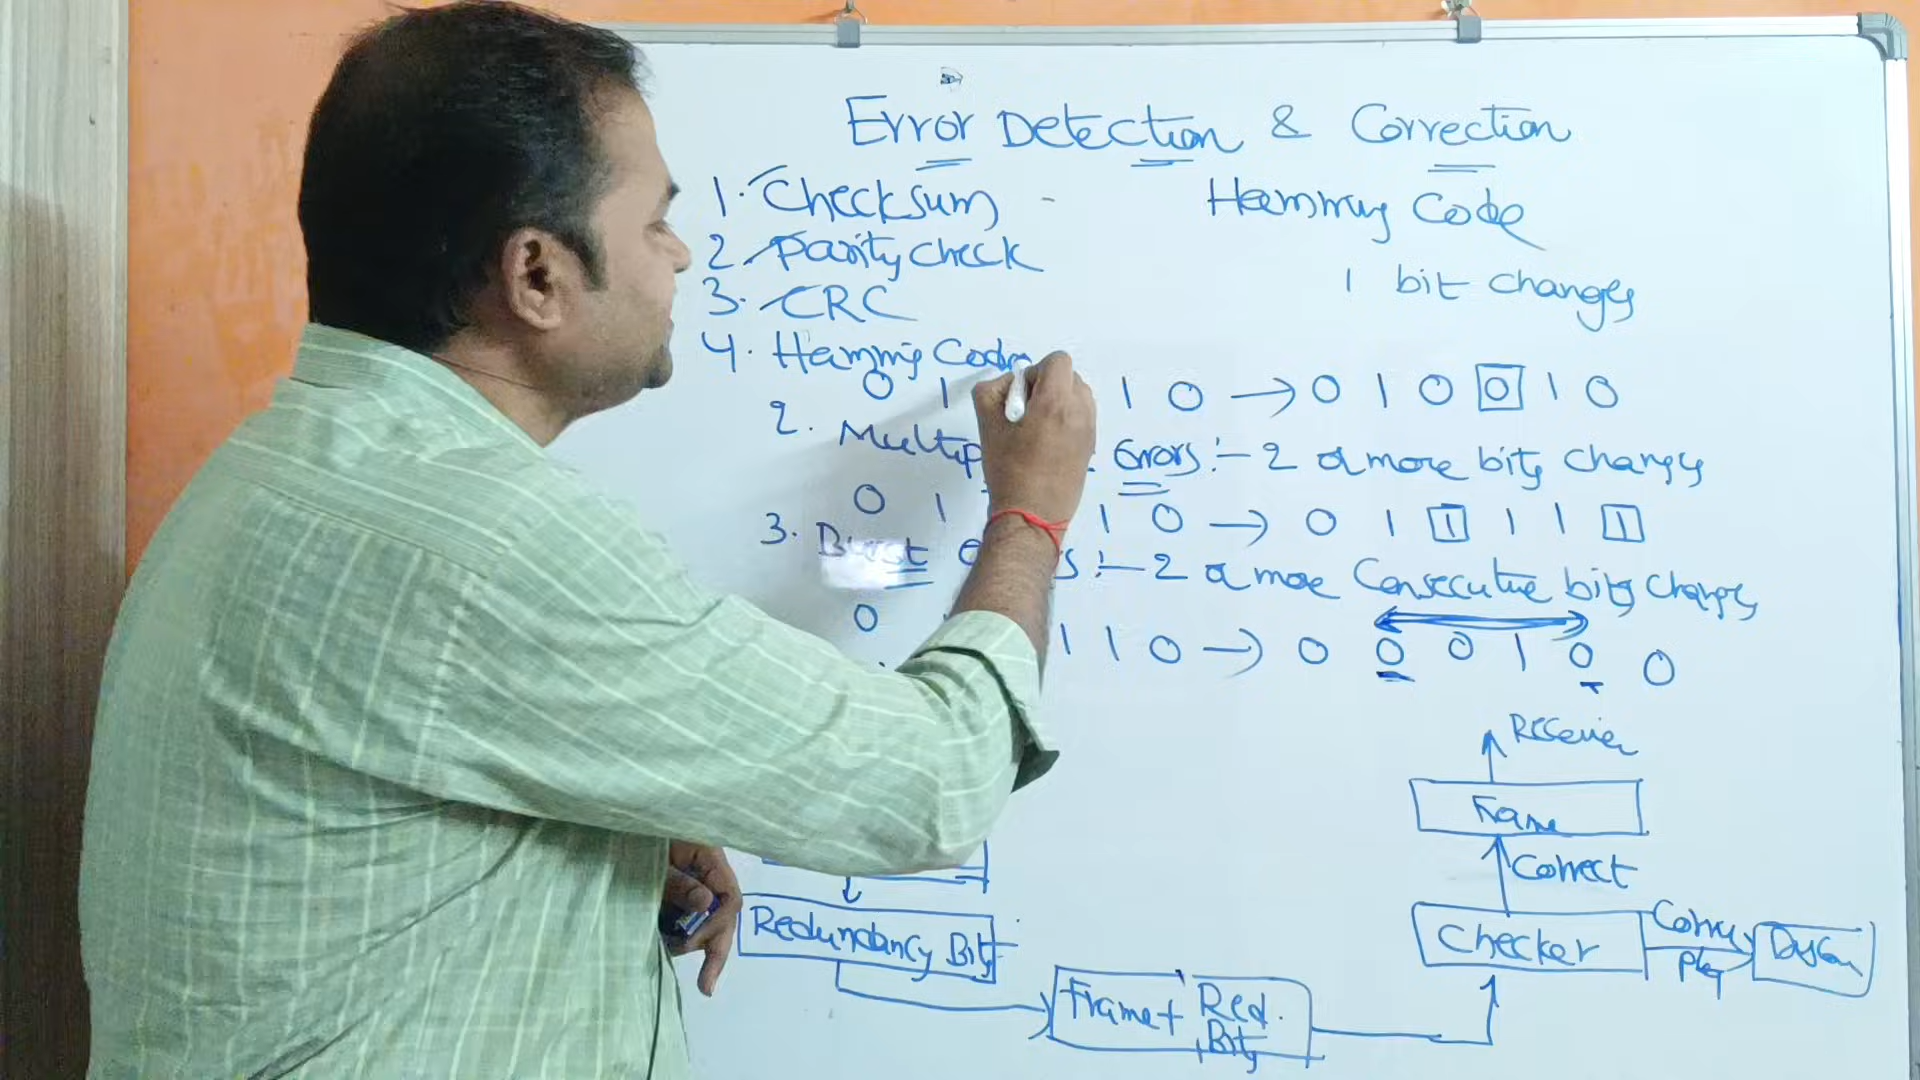 Error Detection & Correction
1. Checksum - Hamming Code
2 Parity check
3. CRC 1 bit changes
4. Hamming Code
0 1 1 0 → 0 1 0 0 1 0
2. Multip Errors :- 2 or more bits changes
0 1 1 0 → 0 1 1 1 1 1
3. Burst :- 2 or more Consecutive bits changes
0 1 1 0 → 0 0 0 1 0 0
Receiver
Frame
Correct
Redundancy Bits
Checker
Frame + Red. Bits